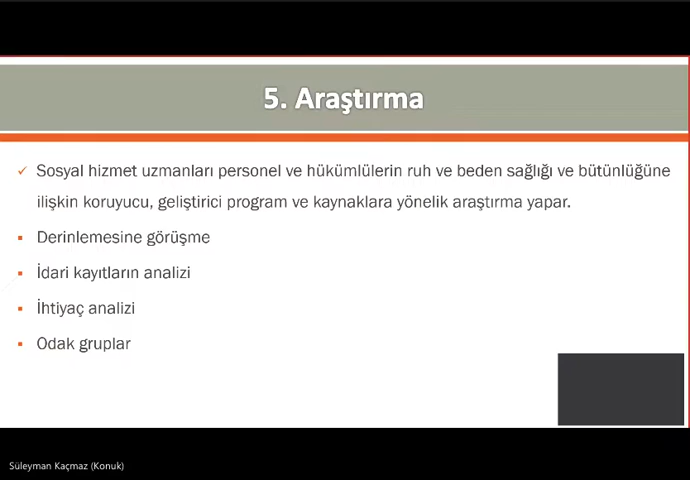 5. Araştırma
Sosyal hizmet uzmanları personel ve hükümlülerin ruh ve beden sağlığı ve bütünlüğüne
ilişkin koruyucu, geliştirici program ve kaynaklara yönelik araştırma yapar.
Derinlemesine görüşme
İdari kayıtların analizi
İhtiyaç analizi
Odak gruplar
Süleyman Kaçmaz (Konuk)